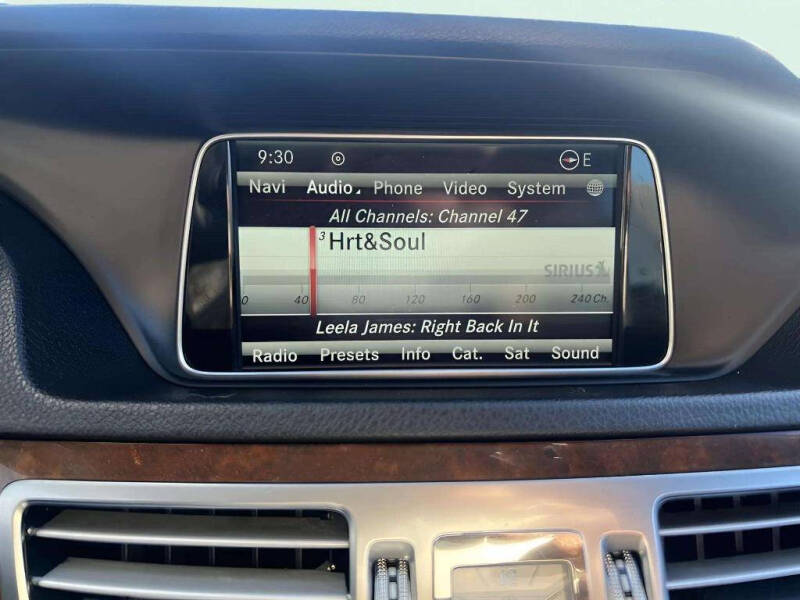 9:30 E
Navi Audio Phone Video System
All Channels: Channel 47
3 Hrt&Soul
SIRIUS
0 40 80 120 160 200 240 Ch.
Leela James: Right Back In It
Radio Presets Info Cat. Sat Sound